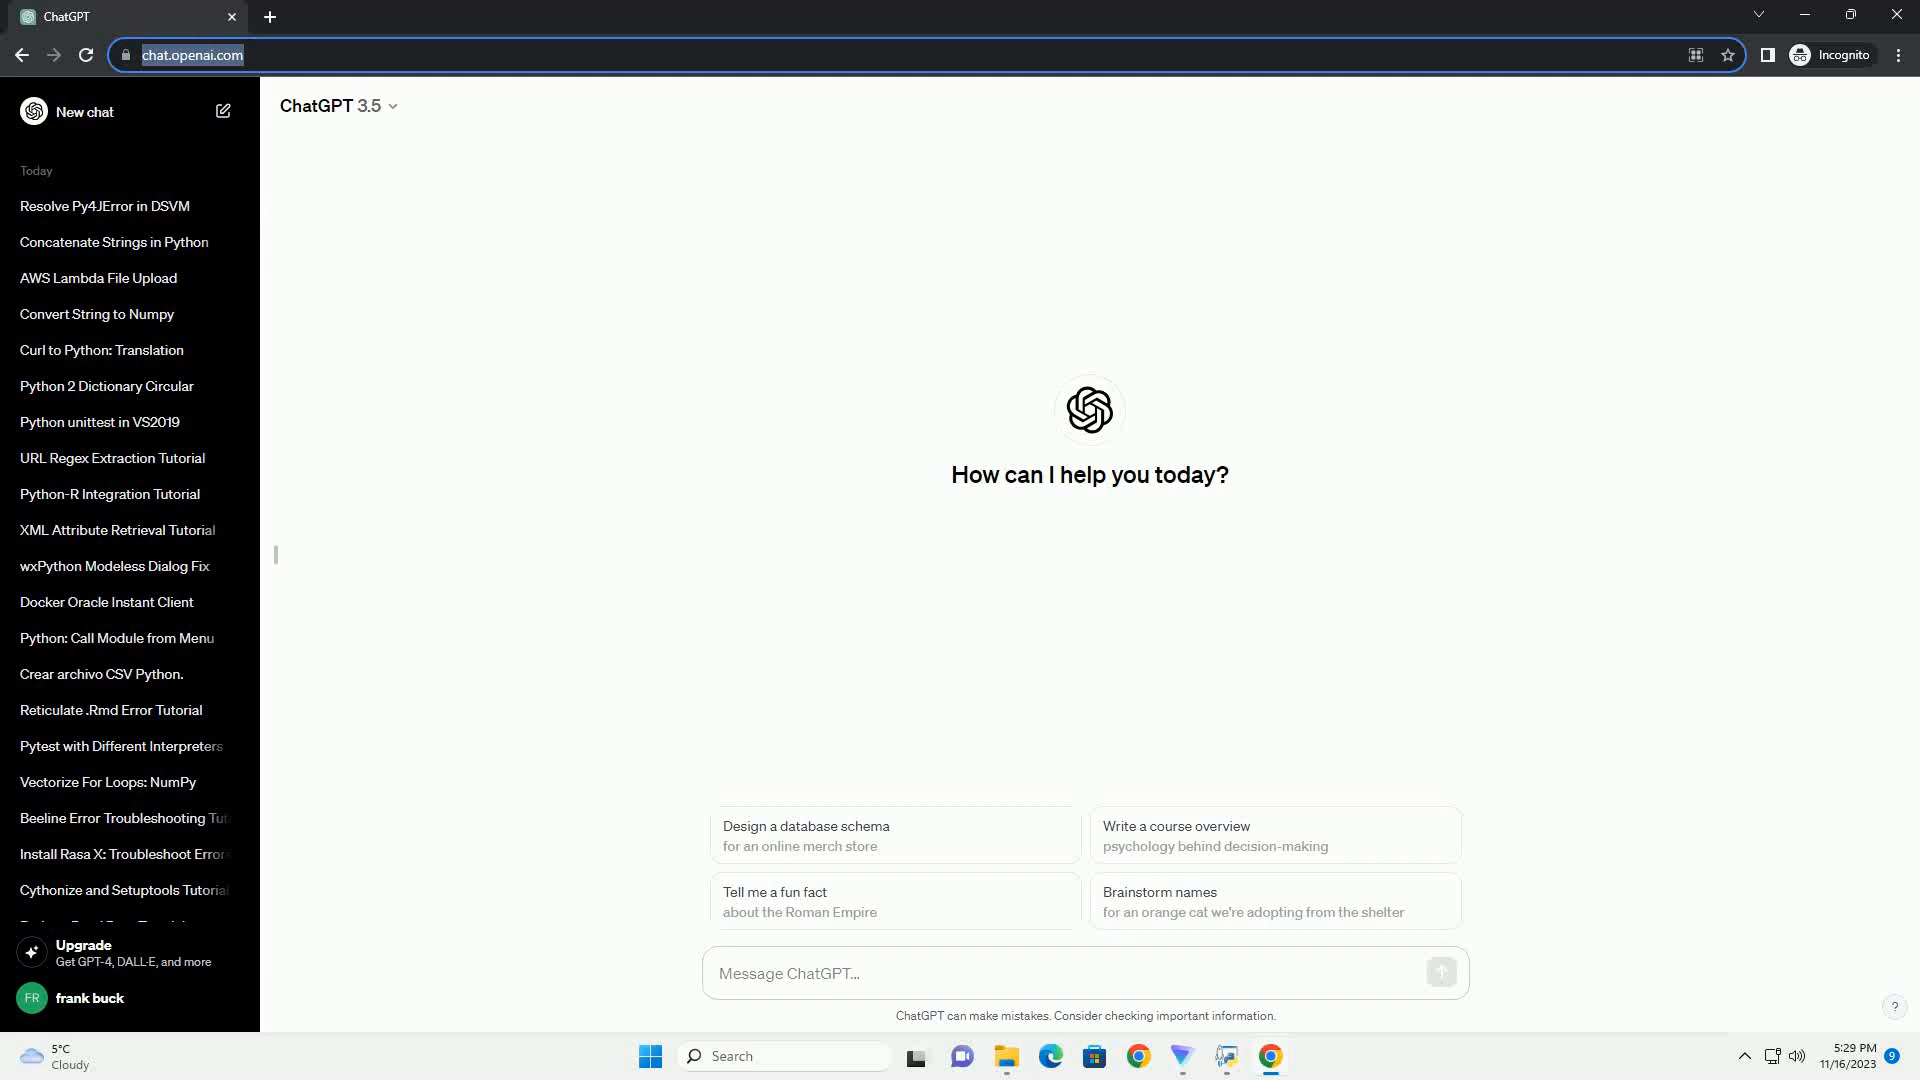 ChatGPT
chat.openai.com
Incognito
New chat
ChatGPT 3.5
Today
Resolve Py4JError in DSVM
Concatenate Strings in Python
AWS Lambda File Upload
Convert String to Numpy
Curl to Python: Translation
Python 2 Dictionary Circular
Python unittest in VS2019
URL Regex Extraction Tutorial
Python-R Integration Tutorial
XML Attribute Retrieval Tutorial
wxPython Modeless Dialog Fix
Docker Oracle Instant Client
Python: Call Module from Menu
Crear archivo CSV Python.
Reticulate .Rmd Error Tutorial
Pytest with Different Interpreters
Vectorize For Loops: NumPy
Beeline Error Troubleshooting Tut
Install Rasa X: Troubleshoot Errors
Cythonize and Setuptools Tutorial
Upgrade
Get GPT-4, DALL·E, and more
FR
frank buck
How can I help you today?
Design a database schema
for an online merch store
Write a course overview
psychology behind decision-making
Tell me a fun fact
about the Roman Empire
Brainstorm names
for an orange cat we're adopting from the shelter
Message ChatGPT...
ChatGPT can make mistakes. Consider checking important information.
?
5°C
Cloudy
Search
5:29 PM
11/16/2023
9